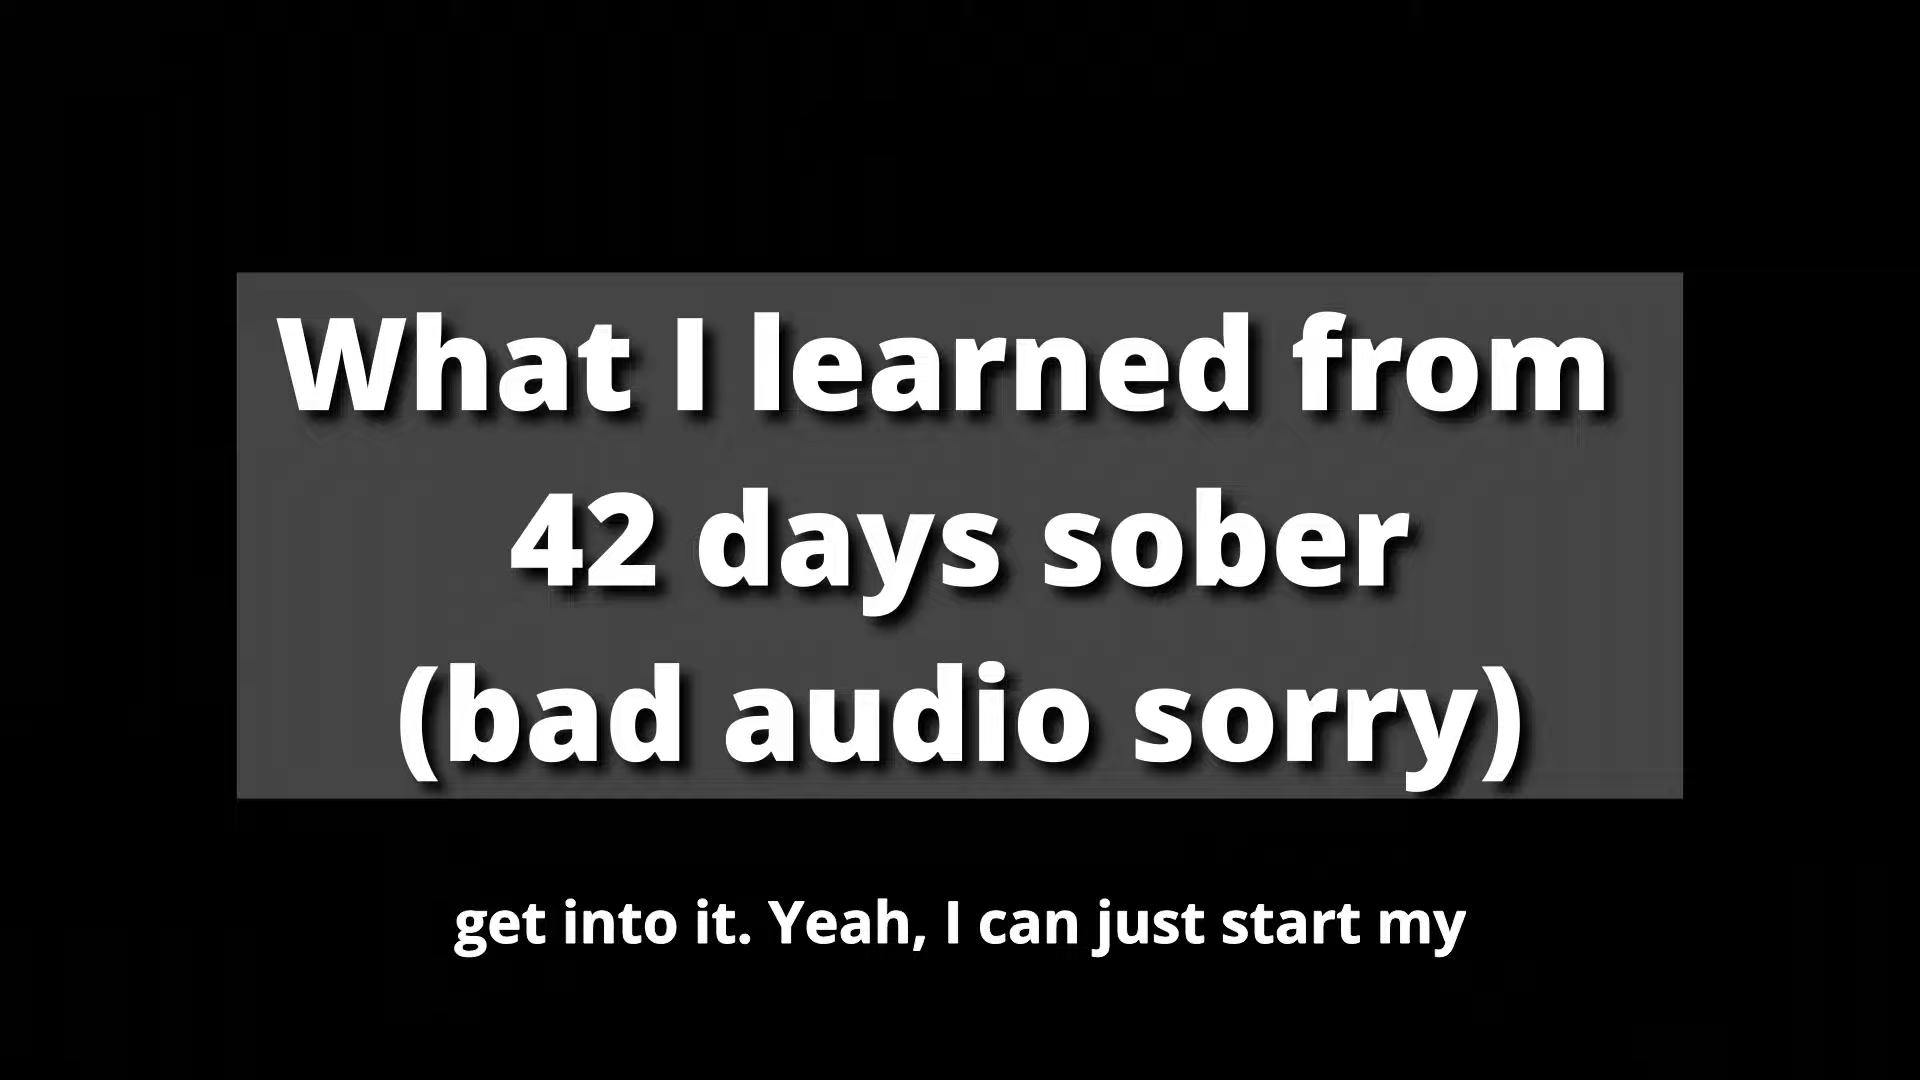 What I learned from
42 days sober
(bad audio sorry)
get into it. Yeah, I can just start my